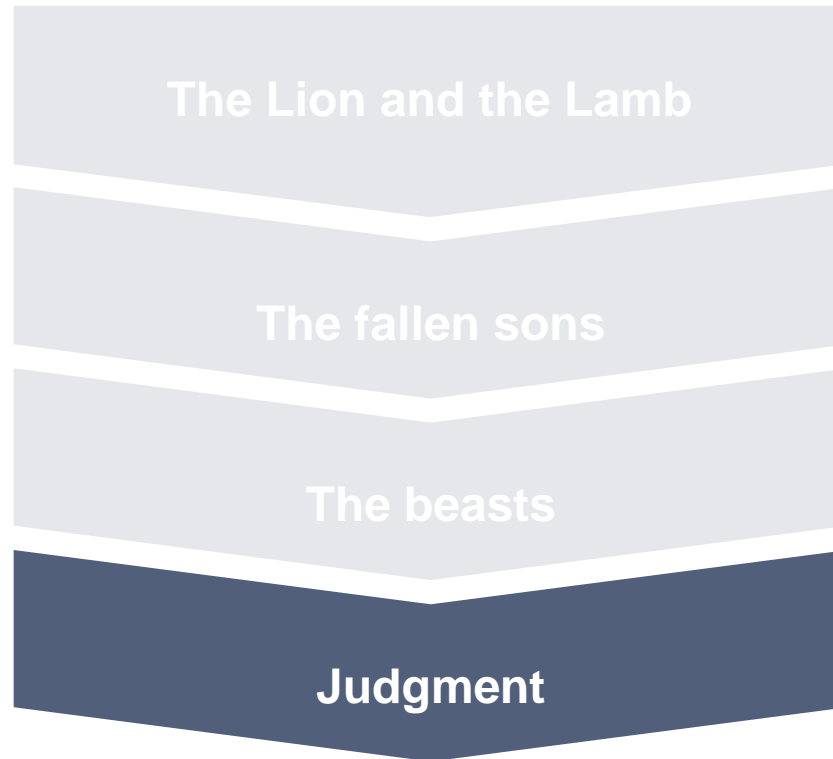 The Lion and the Lamb
The fallen sons
The beasts
Judgment